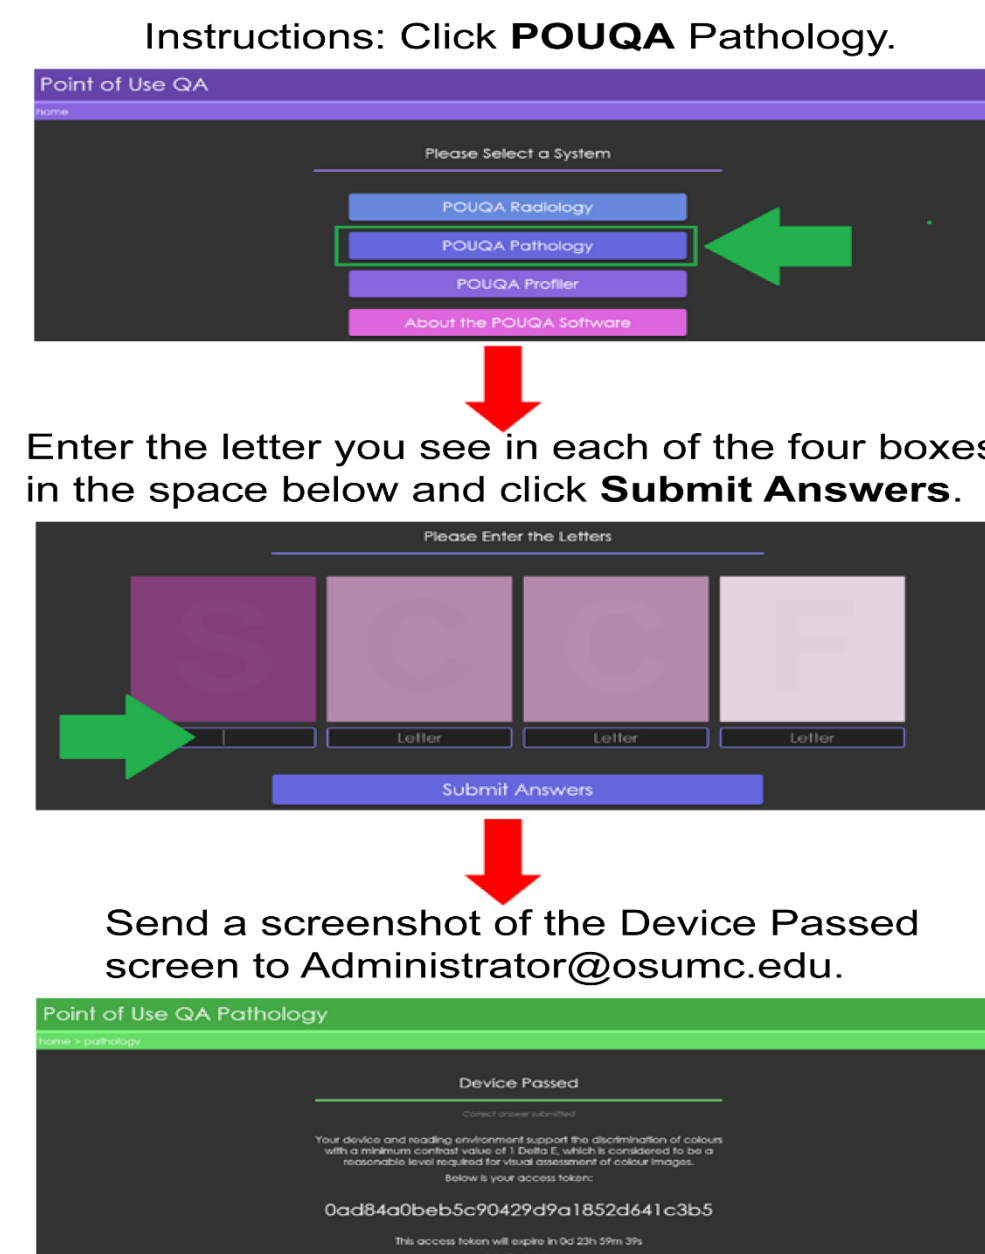 Instructions: Click POUQA Pathology.
Point of Use QA
home
Please Select a System
POUQA Radiology
POUQA Pathology
POUQA Profiler
About the POUQA Software
Enter the letter you see in each of the four boxes
in the space below and click Submit Answers.
Please Enter the Letters
S C C F
Letter Letter Letter
Submit Answers
Send a screenshot of the Device Passed
screen to Administrator@osumc.edu.
Point of Use QA Pathology
home > pathology
Device Passed
Correct answer submitted
Your device and reading environment support the discrimination of colours
with a minimum contrast value of 1 Delta E, which is considered to be a
reasonable level required for visual assessment of colour images.
Below is your access token:
0ad84a0beb5c90429d9a1852d641c3b5
This access token will expire in 0d 23h 59m 39s